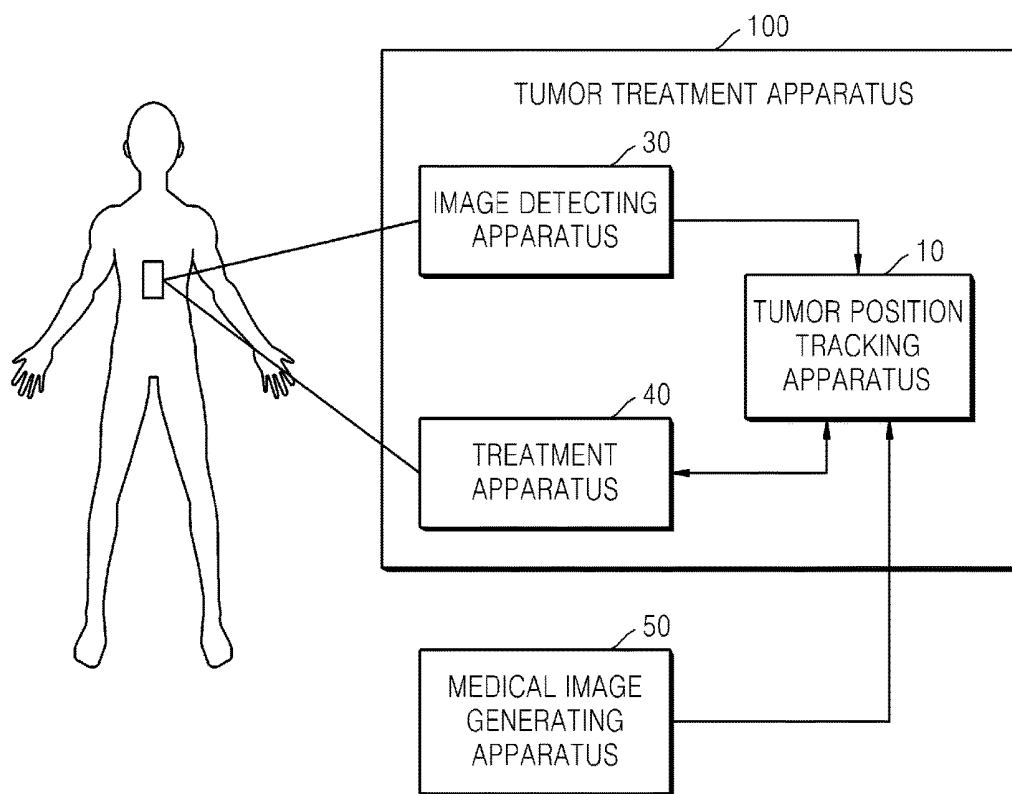 100
TUMOR TREATMENT APPARATUS
30
IMAGE DETECTING
APPARATUS
10
TUMOR POSITION
TRACKING
APPARATUS
40
TREATMENT
APPARATUS
50
MEDICAL IMAGE
GENERATING
APPARATUS